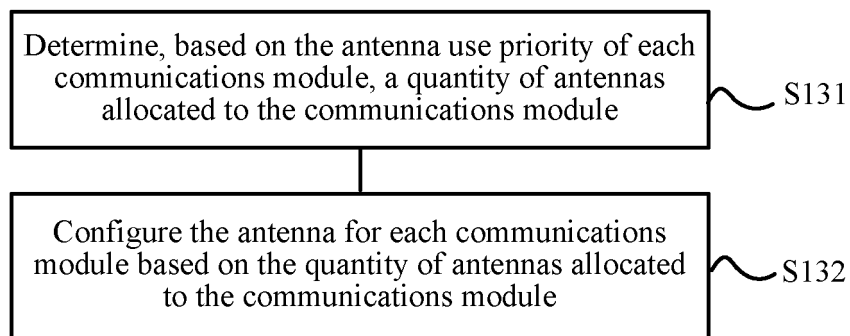 Determine, based on the antenna use priority of each
communications module, a quantity of antennas
allocated to the communications module
S131
Configure the antenna for each communications
module based on the quantity of antennas allocated
to the communications module
S132